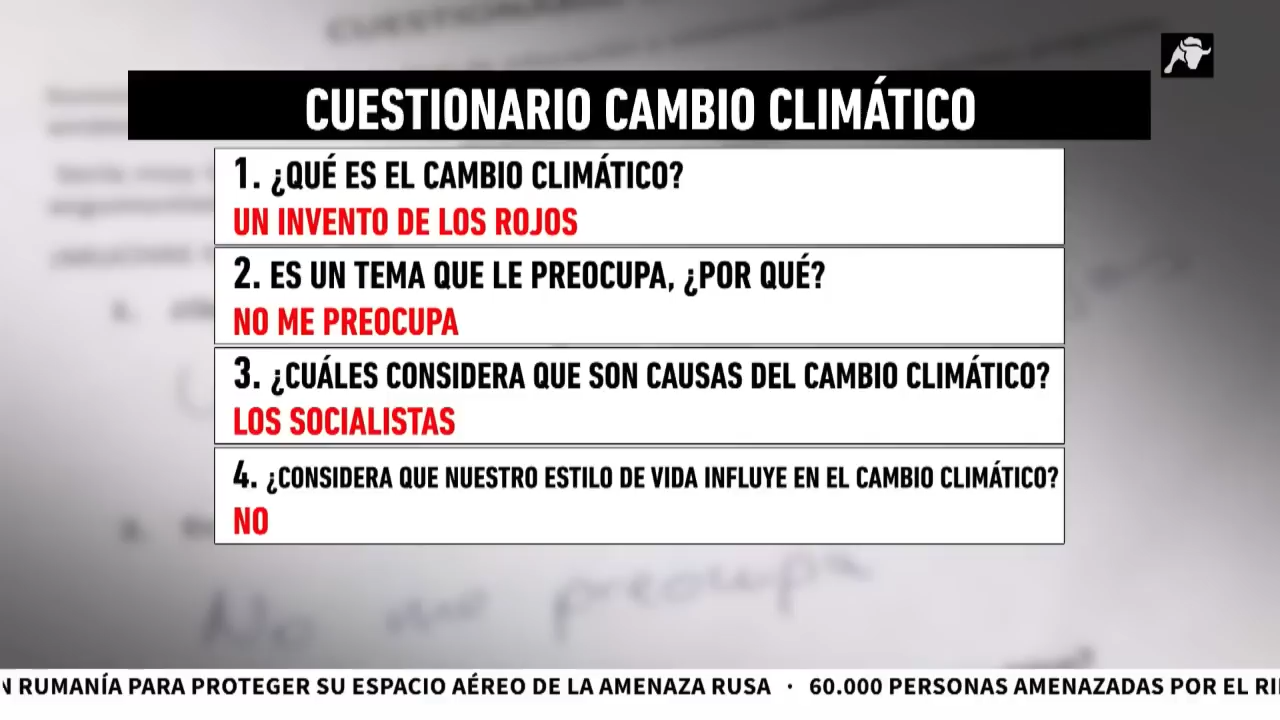 CUESTIONARIO CAMBIO CLIMÁTICO
1. ¿QUÉ ES EL CAMBIO CLIMÁTICO?
UN INVENTO DE LOS ROJOS
2. ES UN TEMA QUE LE PREOCUPA, ¿POR QUÉ?
NO ME PREOCUPA
3. ¿CUÁLES CONSIDERA QUE SON CAUSAS DEL CAMBIO CLIMÁTICO?
LOS SOCIALISTAS
4. ¿CONSIDERA QUE NUESTRO ESTILO DE VIDA INFLUYE EN EL CAMBIO CLIMÁTICO?
NO
No me preocupa
RUMANÍA PARA PROTEGER SU ESPACIO AÉREO DE LA AMENAZA RUSA · 60.000 PERSONAS AMENAZADAS POR EL